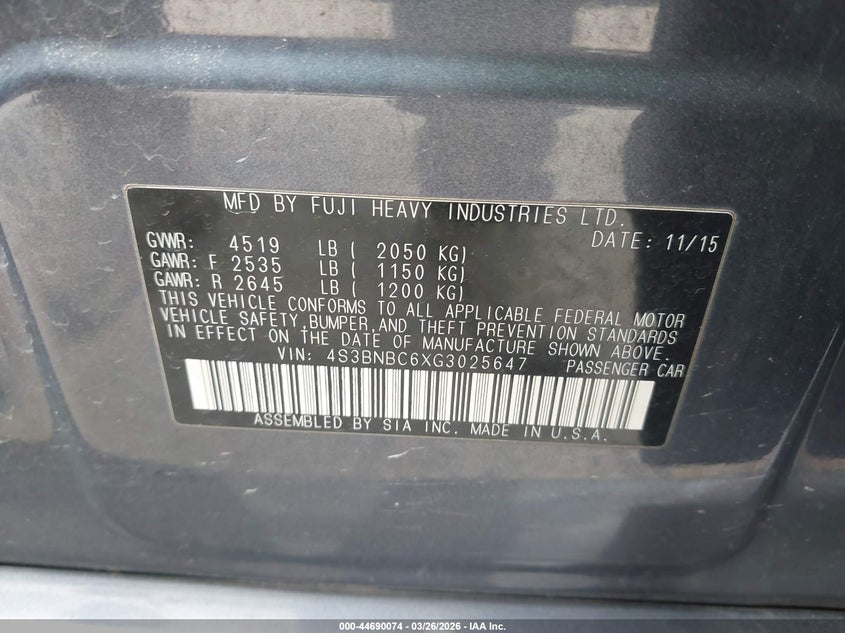 MFD BY FUJI HEAVY INDUSTRIES LTD.
DATE: 11/15
GVWR: 4519 LB ( 2050 KG)
GAWR: F 2535 LB ( 1150 KG)
GAWR: R 2645 LB ( 1200 KG)
THIS VEHICLE CONFORMS TO ALL APPLICABLE FEDERAL MOTOR
VEHICLE SAFETY,BUMPER,AND THEFT PREVENTION STANDARDS
IN EFFECT ON THE DATE OF MANUFACTURE SHOWN ABOVE.
VIN: 4S3BNBC6XG3025647 PASSENGER CAR
ASSEMBLED BY SIA INC. MADE IN U.S.A.
000-44690074 / 03/26/2026 - IAA Inc.